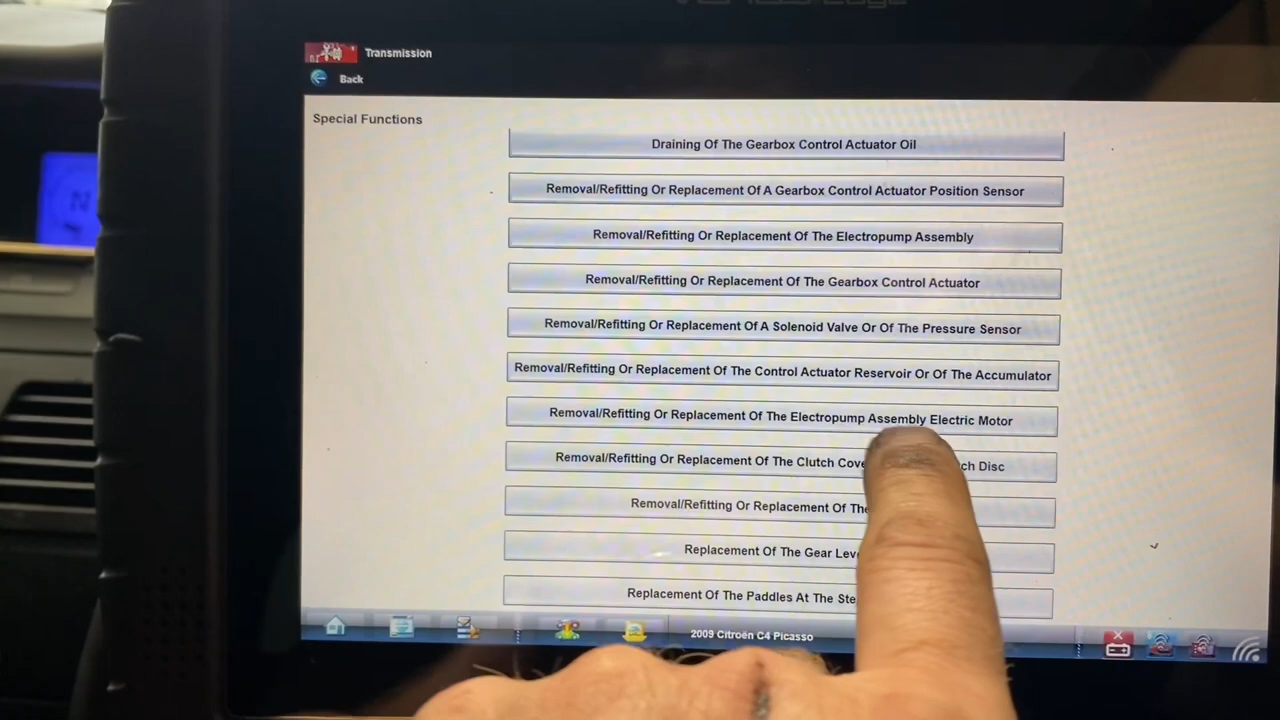 Transmission
Back
Special Functions
Draining Of The Gearbox Control Actuator Oil
Removal/Refitting Or Replacement Of A Gearbox Control Actuator Position Sensor
Removal/Refitting Or Replacement Of The Electropump Assembly
Removal/Refitting Or Replacement Of The Gearbox Control Actuator
Removal/Refitting Or Replacement Of A Solenoid Valve Or Of The Pressure Sensor
Removal/Refitting Or Replacement Of The Control Actuator Reservoir Or Of The Accumulator
Removal/Refitting Or Replacement Of The Electropump Assembly Electric Motor
Removal/Refitting Or Replacement Of The Clutch Disc
Removal/Refitting Or Replacement Of The
Replacement Of The Gear
Replacement Of The Paddles At The
2009 Citroën C4 Picasso